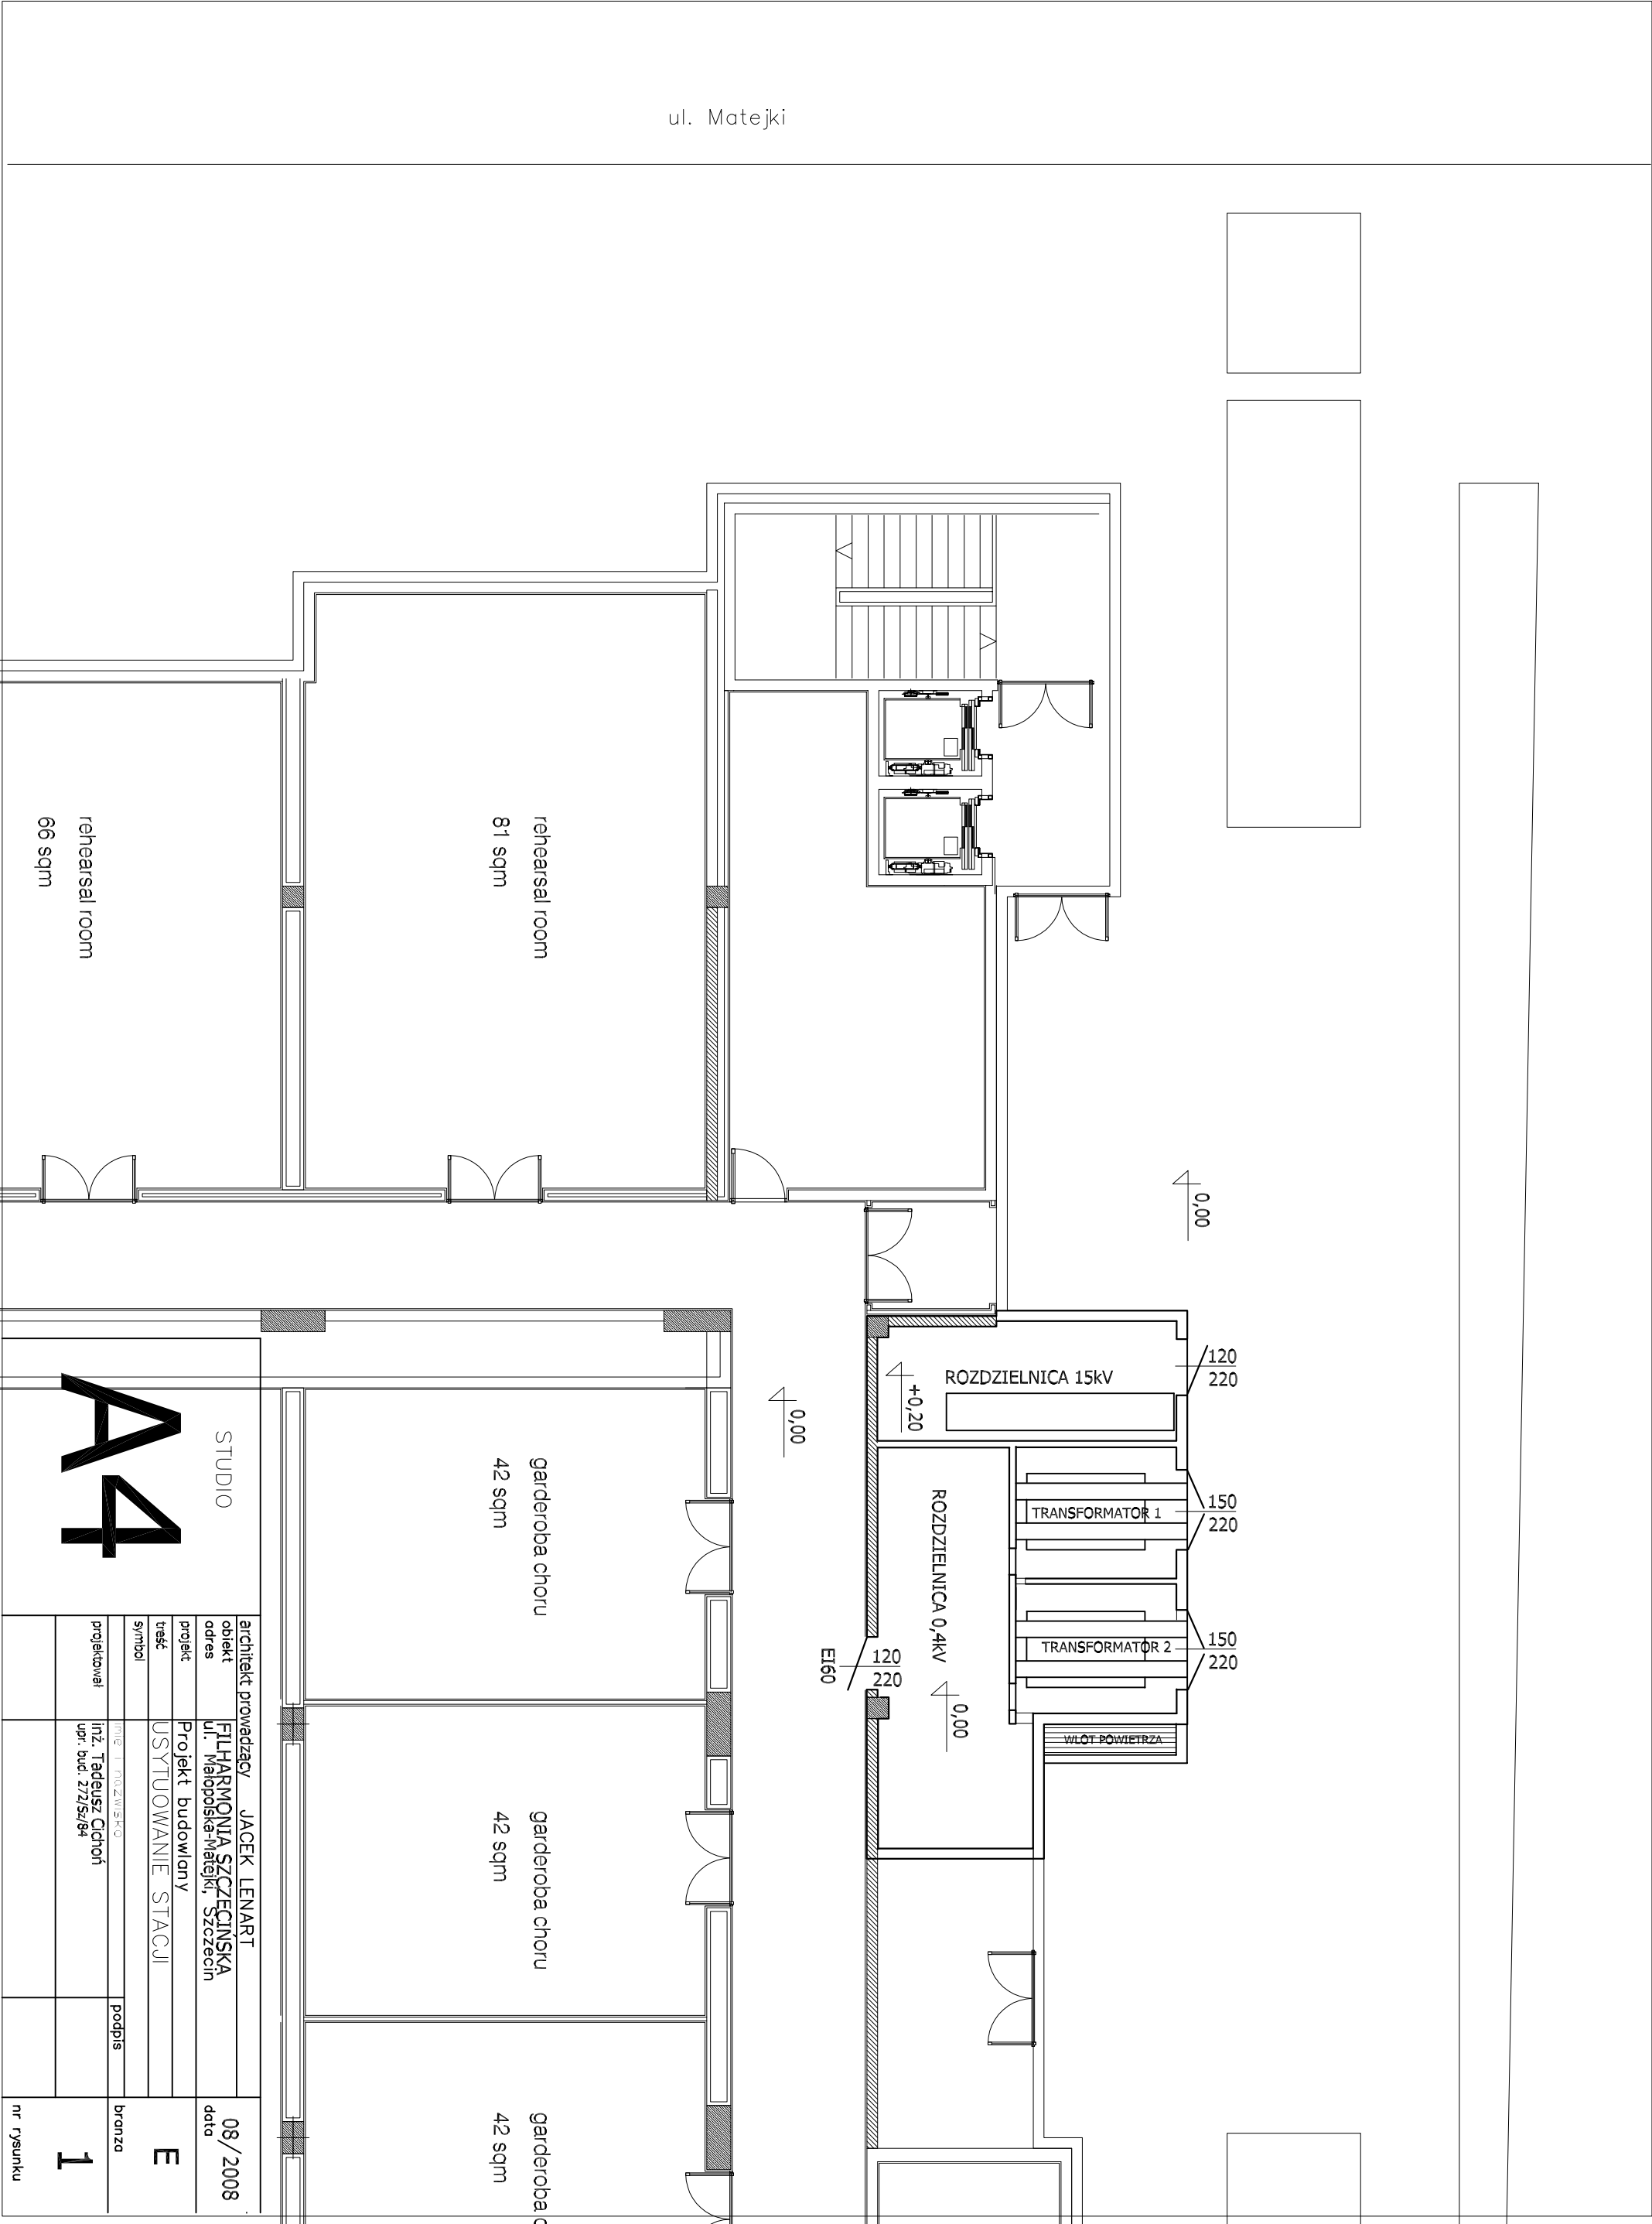 ul. Matejki
rehearsal room
81 sqm
rehearsal room
66 sqm
0,00
120
220
ROZDZIELNICA 15kV
+0,20
0,00
150
220
TRANSFORMATOR 1
ROZDZIELNICA 0,4kV
150
220
TRANSFORMATOR 2
120
220
EI60
0,00
WLOT POWIETRZA
garderoba choru
42 sqm
garderoba choru
42 sqm
garderoba c
42 sqm
STUDIO
A4
architekt prowadzący JACEK LENART
obiekt FILHARMONIA SZCZECIŃSKA
adres ul. Małopolska-Matejki, Szczecin
projekt Projekt budowlany
treść USYTUOWANIE STACJI
symbol
imię i nazwisko
podpis
projektował inż. Tadeusz Cichoń
upr. bud. 272/Sz/84
08/2008
data
E
branza
1
nr rysunku